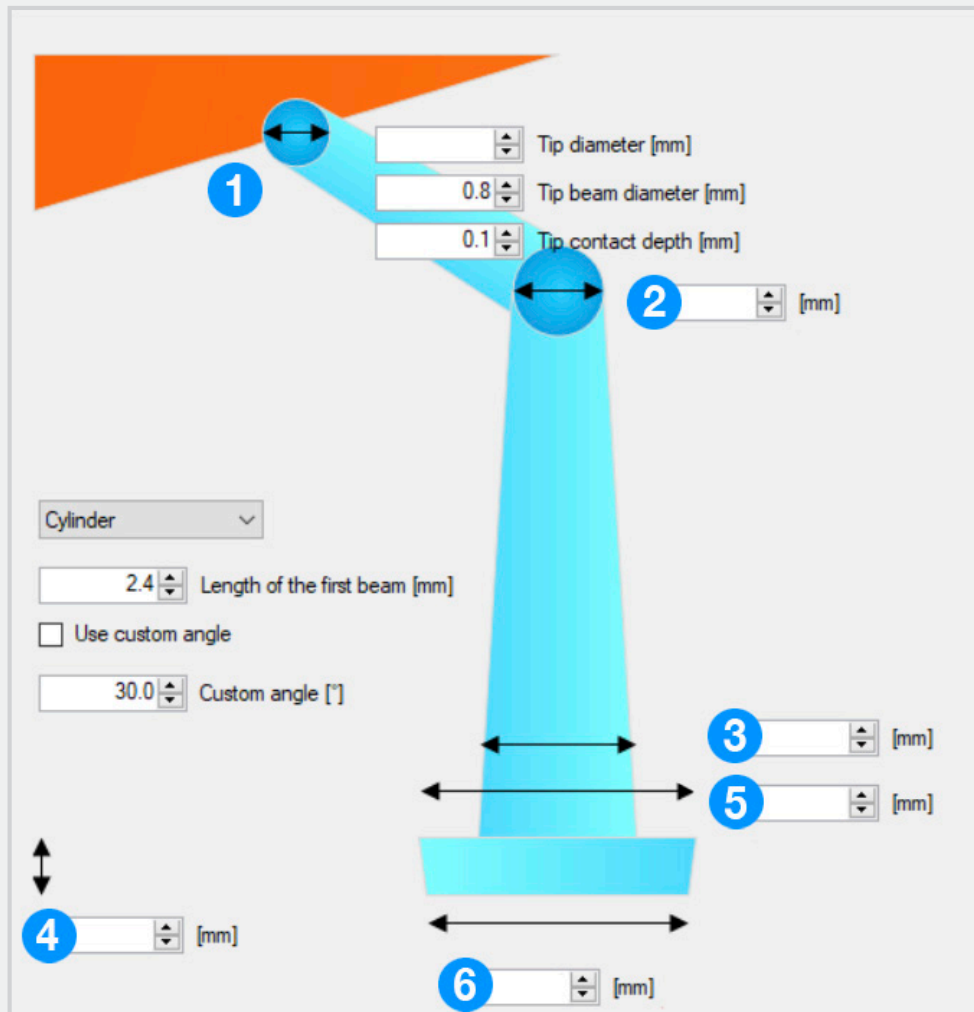 Tip diameter [mm]
1
0.8 Tip beam diameter [mm]
0.1 Tip contact depth [mm]
2 [mm]
Cylinder
2.4 Length of the first beam [mm]
Use custom angle
30.0 Custom angle [°]
3 [mm]
5 [mm]
4 [mm]
6 [mm]